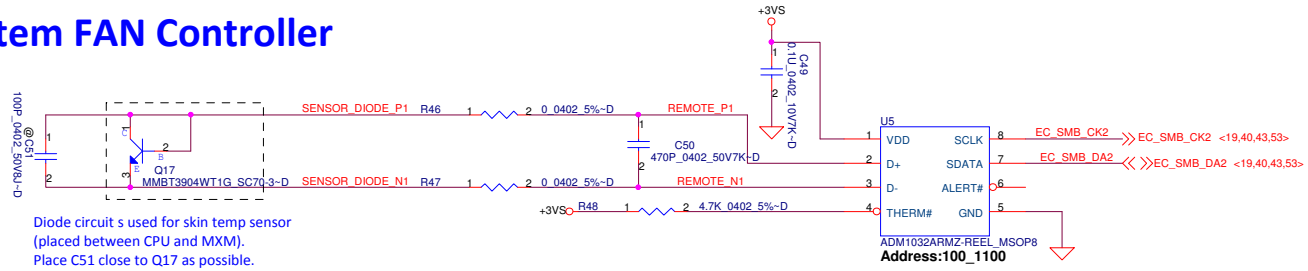 tem FAN Controller
+3VS
1
C49
0.1U_0402_10V7K~D
2
100P_0402_50V8J~D
@C51
1
2
C
B
E
2
3
Q17
MMBT3904WT1G_SC70-3~D
SENSOR_DIODE_P1 R46 1 2 0_0402_5%~D REMOTE_P1
1
C50
470P_0402_50V7K~D
2
SENSOR_DIODE_N1 R47 1 2 0_0402_5%~D REMOTE_N1
+3VS R48 1 2 4.7K_0402_5%~D
U5
1 VDD SCLK 8 EC_SMB_CK2 EC_SMB_CK2 <19,40,43,53>
2 D+ SDATA 7 EC_SMB_DA2 EC_SMB_DA2 <19,40,43,53>
3 D- ALERT# 6
4 THERM# GND 5
ADM1032ARMZ-REEL_MSOP8
Address:100_1100
Diode circuit s used for skin temp sensor
(placed between CPU and MXM).
Place C51 close to Q17 as possible.